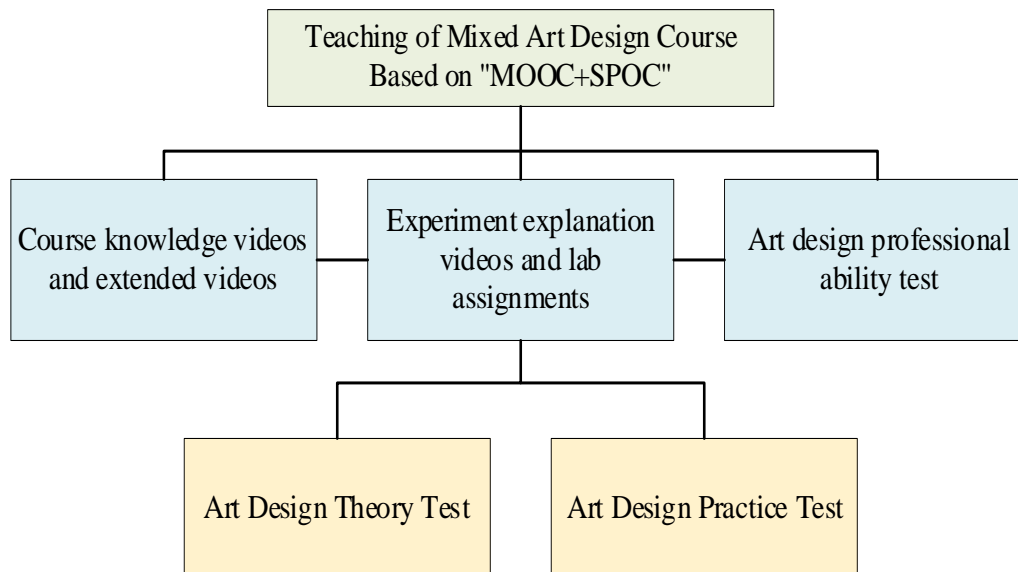 Teaching of Mixed Art Design Course
Based on "MOOC+SPOC"
Course knowledge videos
and extended videos
Experiment explanation
videos and lab
assignments
Art design professional
ability test
Art Design Theory Test
Art Design Practice Test